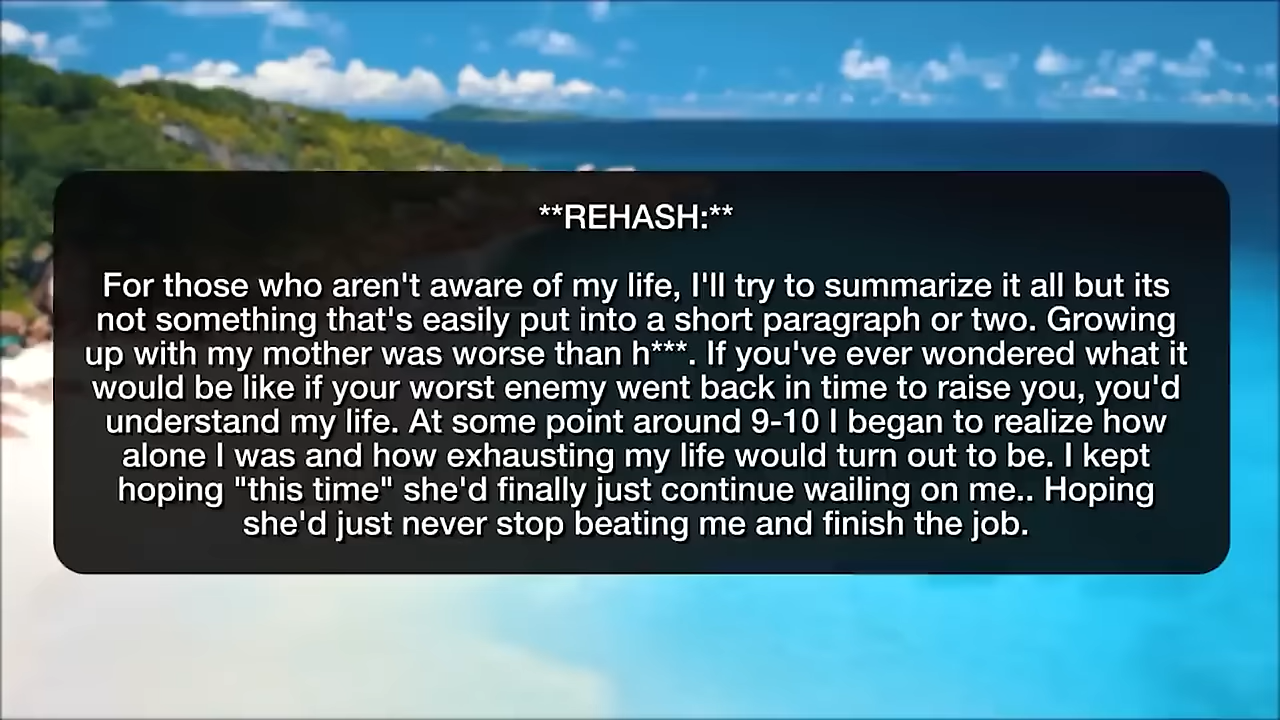 **REHASH:**
For those who aren't aware of my life, I'll try to summarize it all but its
not something that's easily put into a short paragraph or two. Growing
up with my mother was worse than h***. If you've ever wondered what it
would be like if your worst enemy went back in time to raise you, you'd
understand my life. At some point around 9-10 I began to realize how
alone I was and how exhausting my life would turn out to be. I kept
hoping "this time" she'd finally just continue wailing on me.. Hoping
she'd just never stop beating me and finish the job.